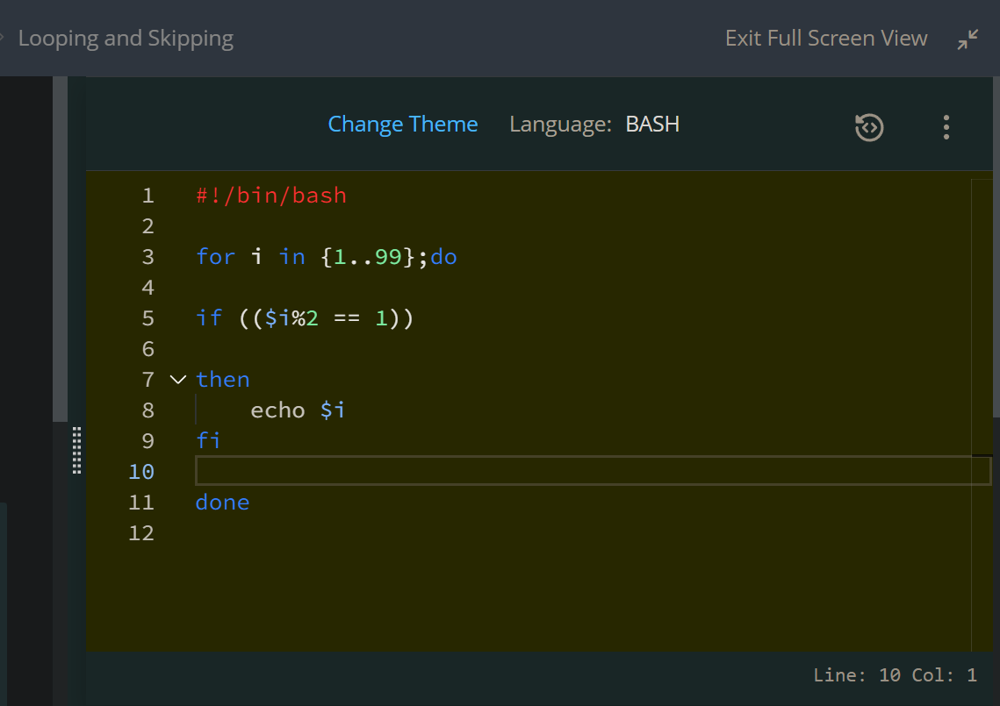 Looping and Skipping
Exit Full Screen View
Change Theme
Language: BASH
1 #!/bin/bash
2
3 for i in {1..99};do
4
5 if (($i%2 == 1))
6
7 then
8     echo $i
9 fi
10
11 done
12
Line: 10 Col: 1